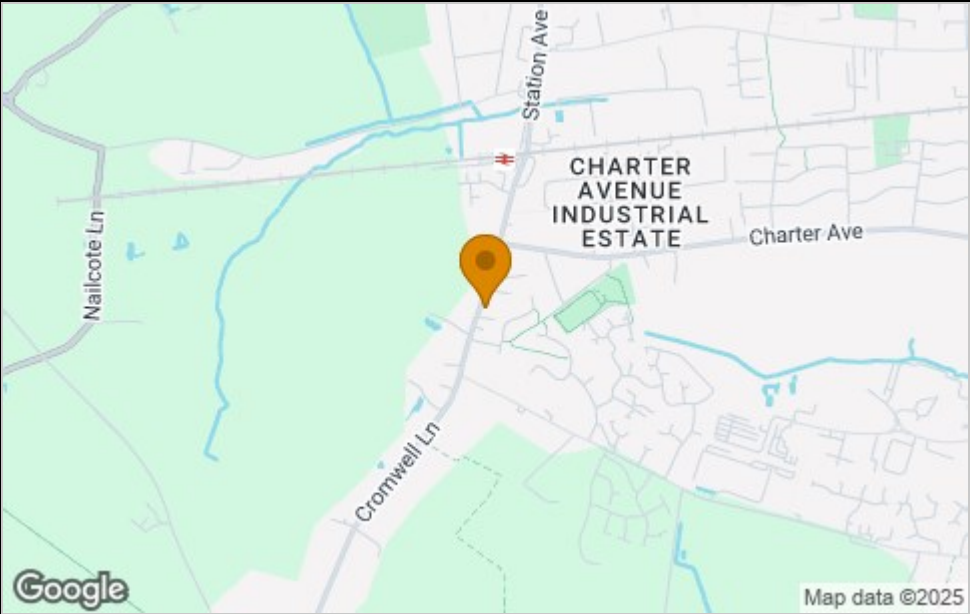 Station Ave
CHARTER
AVENUE
INDUSTRIAL
ESTATE
Charter Ave
Nailcote Ln
Cromwell Ln
Google
Map data ©2025